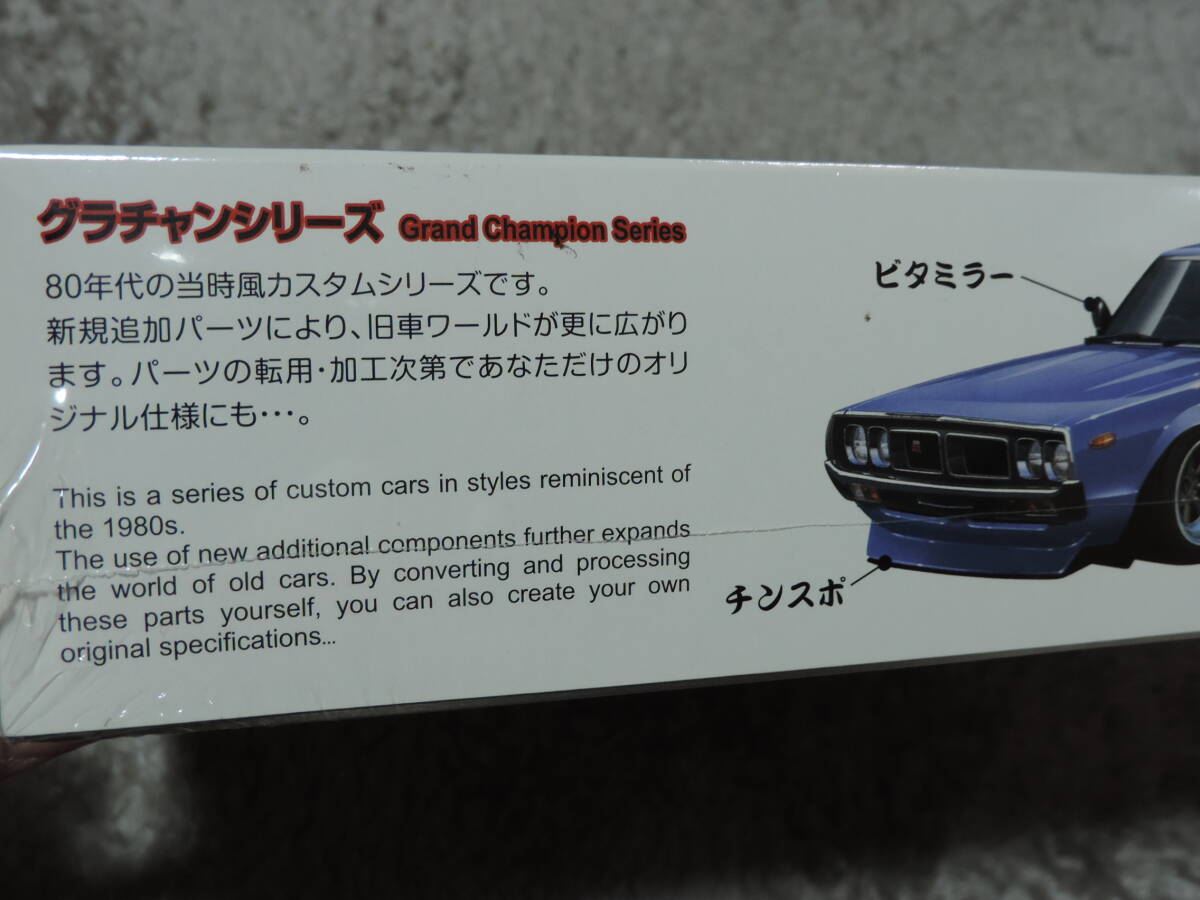 グラチャンシリーズ Grand Champion Series
80年代の当時風カスタムシリーズです。
新規追加パーツにより、旧車ワールドが更に広がり
ます。パーツの転用・加工次第であなただけのオリ
ジナル仕様にも・・・。
This is a series of custom cars in styles reminiscent of
the 1980s.
The use of new additional components further expands
the world of old cars. By converting and processing
these parts yourself, you can also create your own
original specifications...
ビタミラー
チンスポ